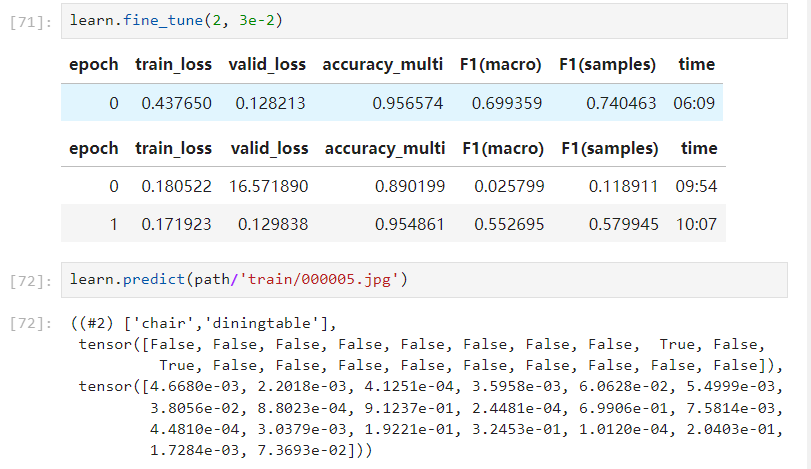 [71]: learn.fine_tune(2, 3e-2)
epoch train_loss valid_loss accuracy_multi F1(macro) F1(samples) time
0 0.437650 0.128213 0.956574 0.699359 0.740463 06:09
epoch train_loss valid_loss accuracy_multi F1(macro) F1(samples) time
0 0.180522 16.571890 0.890199 0.025799 0.118911 09:54
1 0.171923 0.129838 0.954861 0.552695 0.579945 10:07
[72]: learn.predict(path/'train/000005.jpg')
[72]: ((#2) ['chair','diningtable'],
tensor([False, False, False, False, False, False, False, False,  True, False,
True, False, False, False, False, False, False, False, False, False]),
tensor([4.6680e-03, 2.2018e-03, 4.1251e-04, 3.5958e-03, 6.0628e-02, 5.4999e-03,
3.8056e-02, 8.8023e-04, 9.1237e-01, 2.4481e-04, 6.9906e-01, 7.5814e-03,
4.4810e-04, 3.0379e-03, 1.9221e-01, 3.2453e-01, 1.0120e-04, 2.0403e-01,
1.7284e-03, 7.3693e-02]))